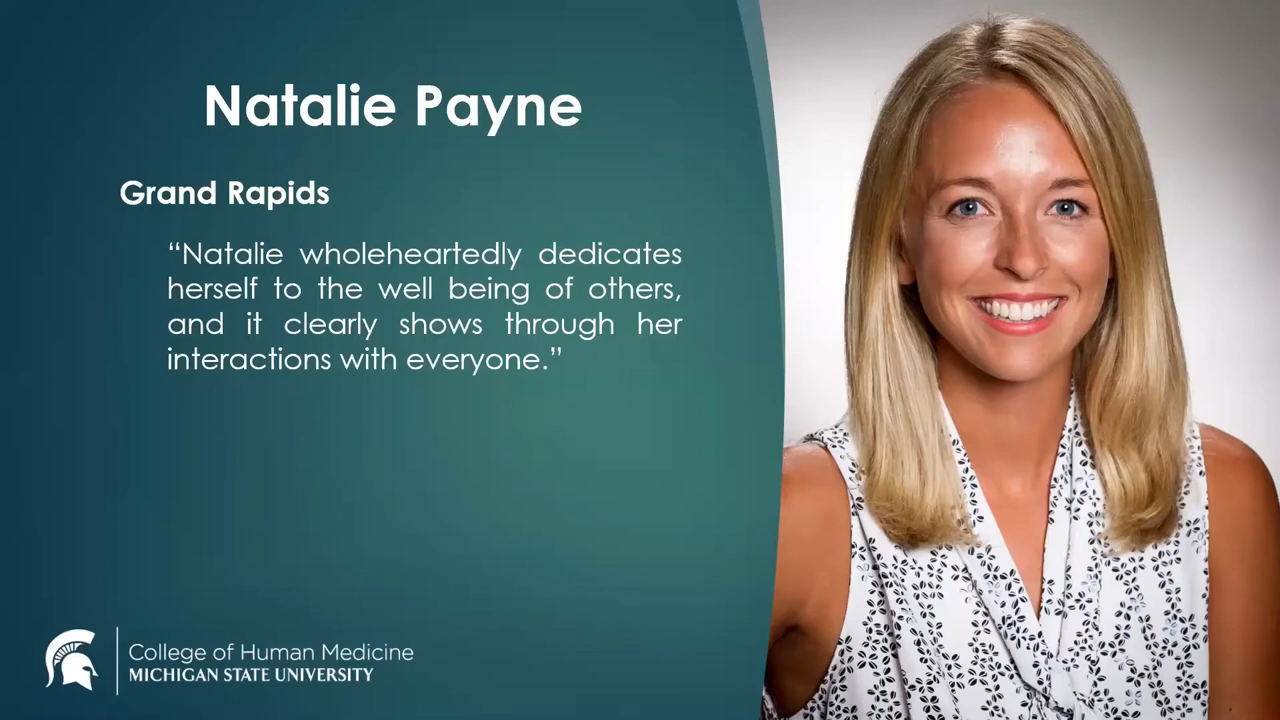 Natalie Payne
Grand Rapids
“Natalie wholeheartedly dedicates
herself to the well being of others,
and it clearly shows through her
interactions with everyone.”
College of Human Medicine
MICHIGAN STATE UNIVERSITY